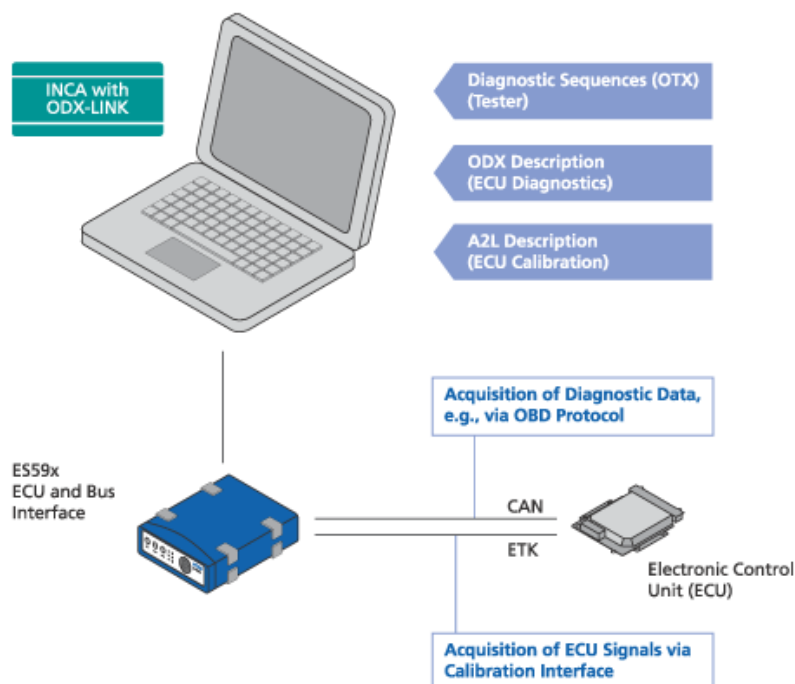 INCA with
ODX-LINK
Diagnostic Sequences (OTX)
(Tester)
ODX Description
(ECU Diagnostics)
A2L Description
(ECU Calibration)
Acquisition of Diagnostic Data,
e.g., via OBD Protocol
ES59x
ECU and Bus
Interface
CAN
ETK
Electronic Control
Unit (ECU)
Acquisition of ECU Signals via
Calibration Interface